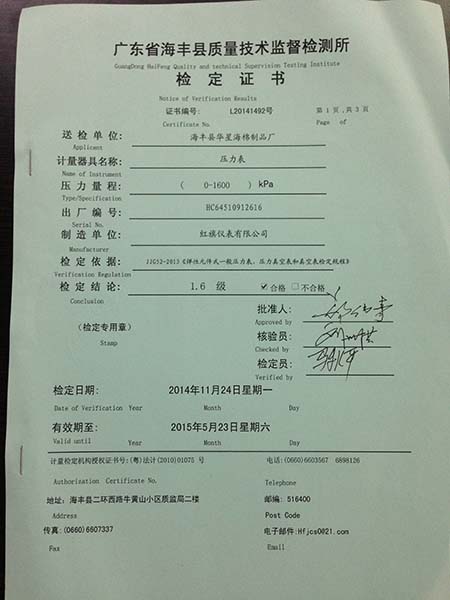 广东省海丰县质量技术监督检测所
GuangDong HaiFeng Quality and technical Supervision Testing Institute
检 定 证 书
Notice of Verification Results
证书编号: L20141492号 第 1 页,共 3 页
Certificate No. Page of
送 检 单 位: 海丰县华星海棉制品厂
Applicant
计量器具名称: 压力表
Name of Instrument
压 力 量 程: ( 0-1600 ) kPa
Type/Specification
出 厂 编 号: HC64510912616
Serial No.
制 造 单 位: 红旗仪表有限公司
Manufacturer
检 定 依 据: JJG52-2013《弹性元件式一般压力表、压力真空表和真空表检定规程》
Verification Regulation
检 定 结 论: 1.6 级 ☑合格 □不合格
Conclusion
批准人:
(检定专用章) Approved by
Stamp 核验员:
Checked by
检定员:
Verified by
检定日期: 2014年11月24日星期一
Date of Verification Year Month Day
有效期至: 2015年5月23日星期六
Valid until Year Month Day
计量检定机构授权证书号:(粤)法计(2010)01075 号 电话:(0660)6603567 6898126
Authorization Certificate No. Telephone
地址: 海丰县二环西路牛黄山小区质监局二楼 邮编: 516400
Address Post Code
传真:(0660)6607337 电子邮件:Hfjcs@21.com
Fax Email